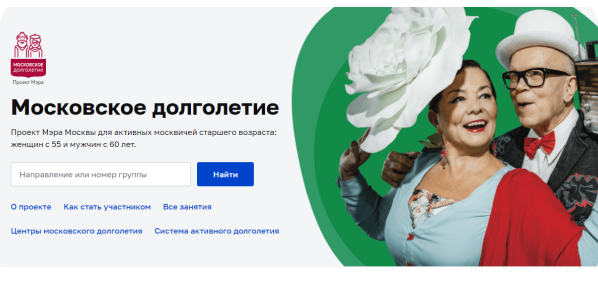 МОСКОВСКОЕ
ДОЛГОЛЕТИЕ
Проект Мэра
Московское долголетие
Проект Мэра Москвы для активных москвичей старшего возраста:
женщин с 55 и мужчин с 60 лет.
Направление или номер группы
Найти
О проекте Как стать участником Все занятия
Центры московского долголетия Система активного долголетия